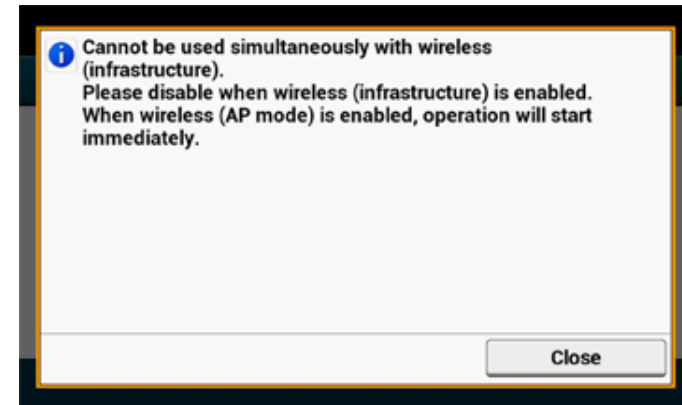 Cannot be used simultaneously with wireless
(infrastructure).
Please disable when wireless (infrastructure) is enabled.
When wireless (AP mode) is enabled, operation will start
immediately.
Close